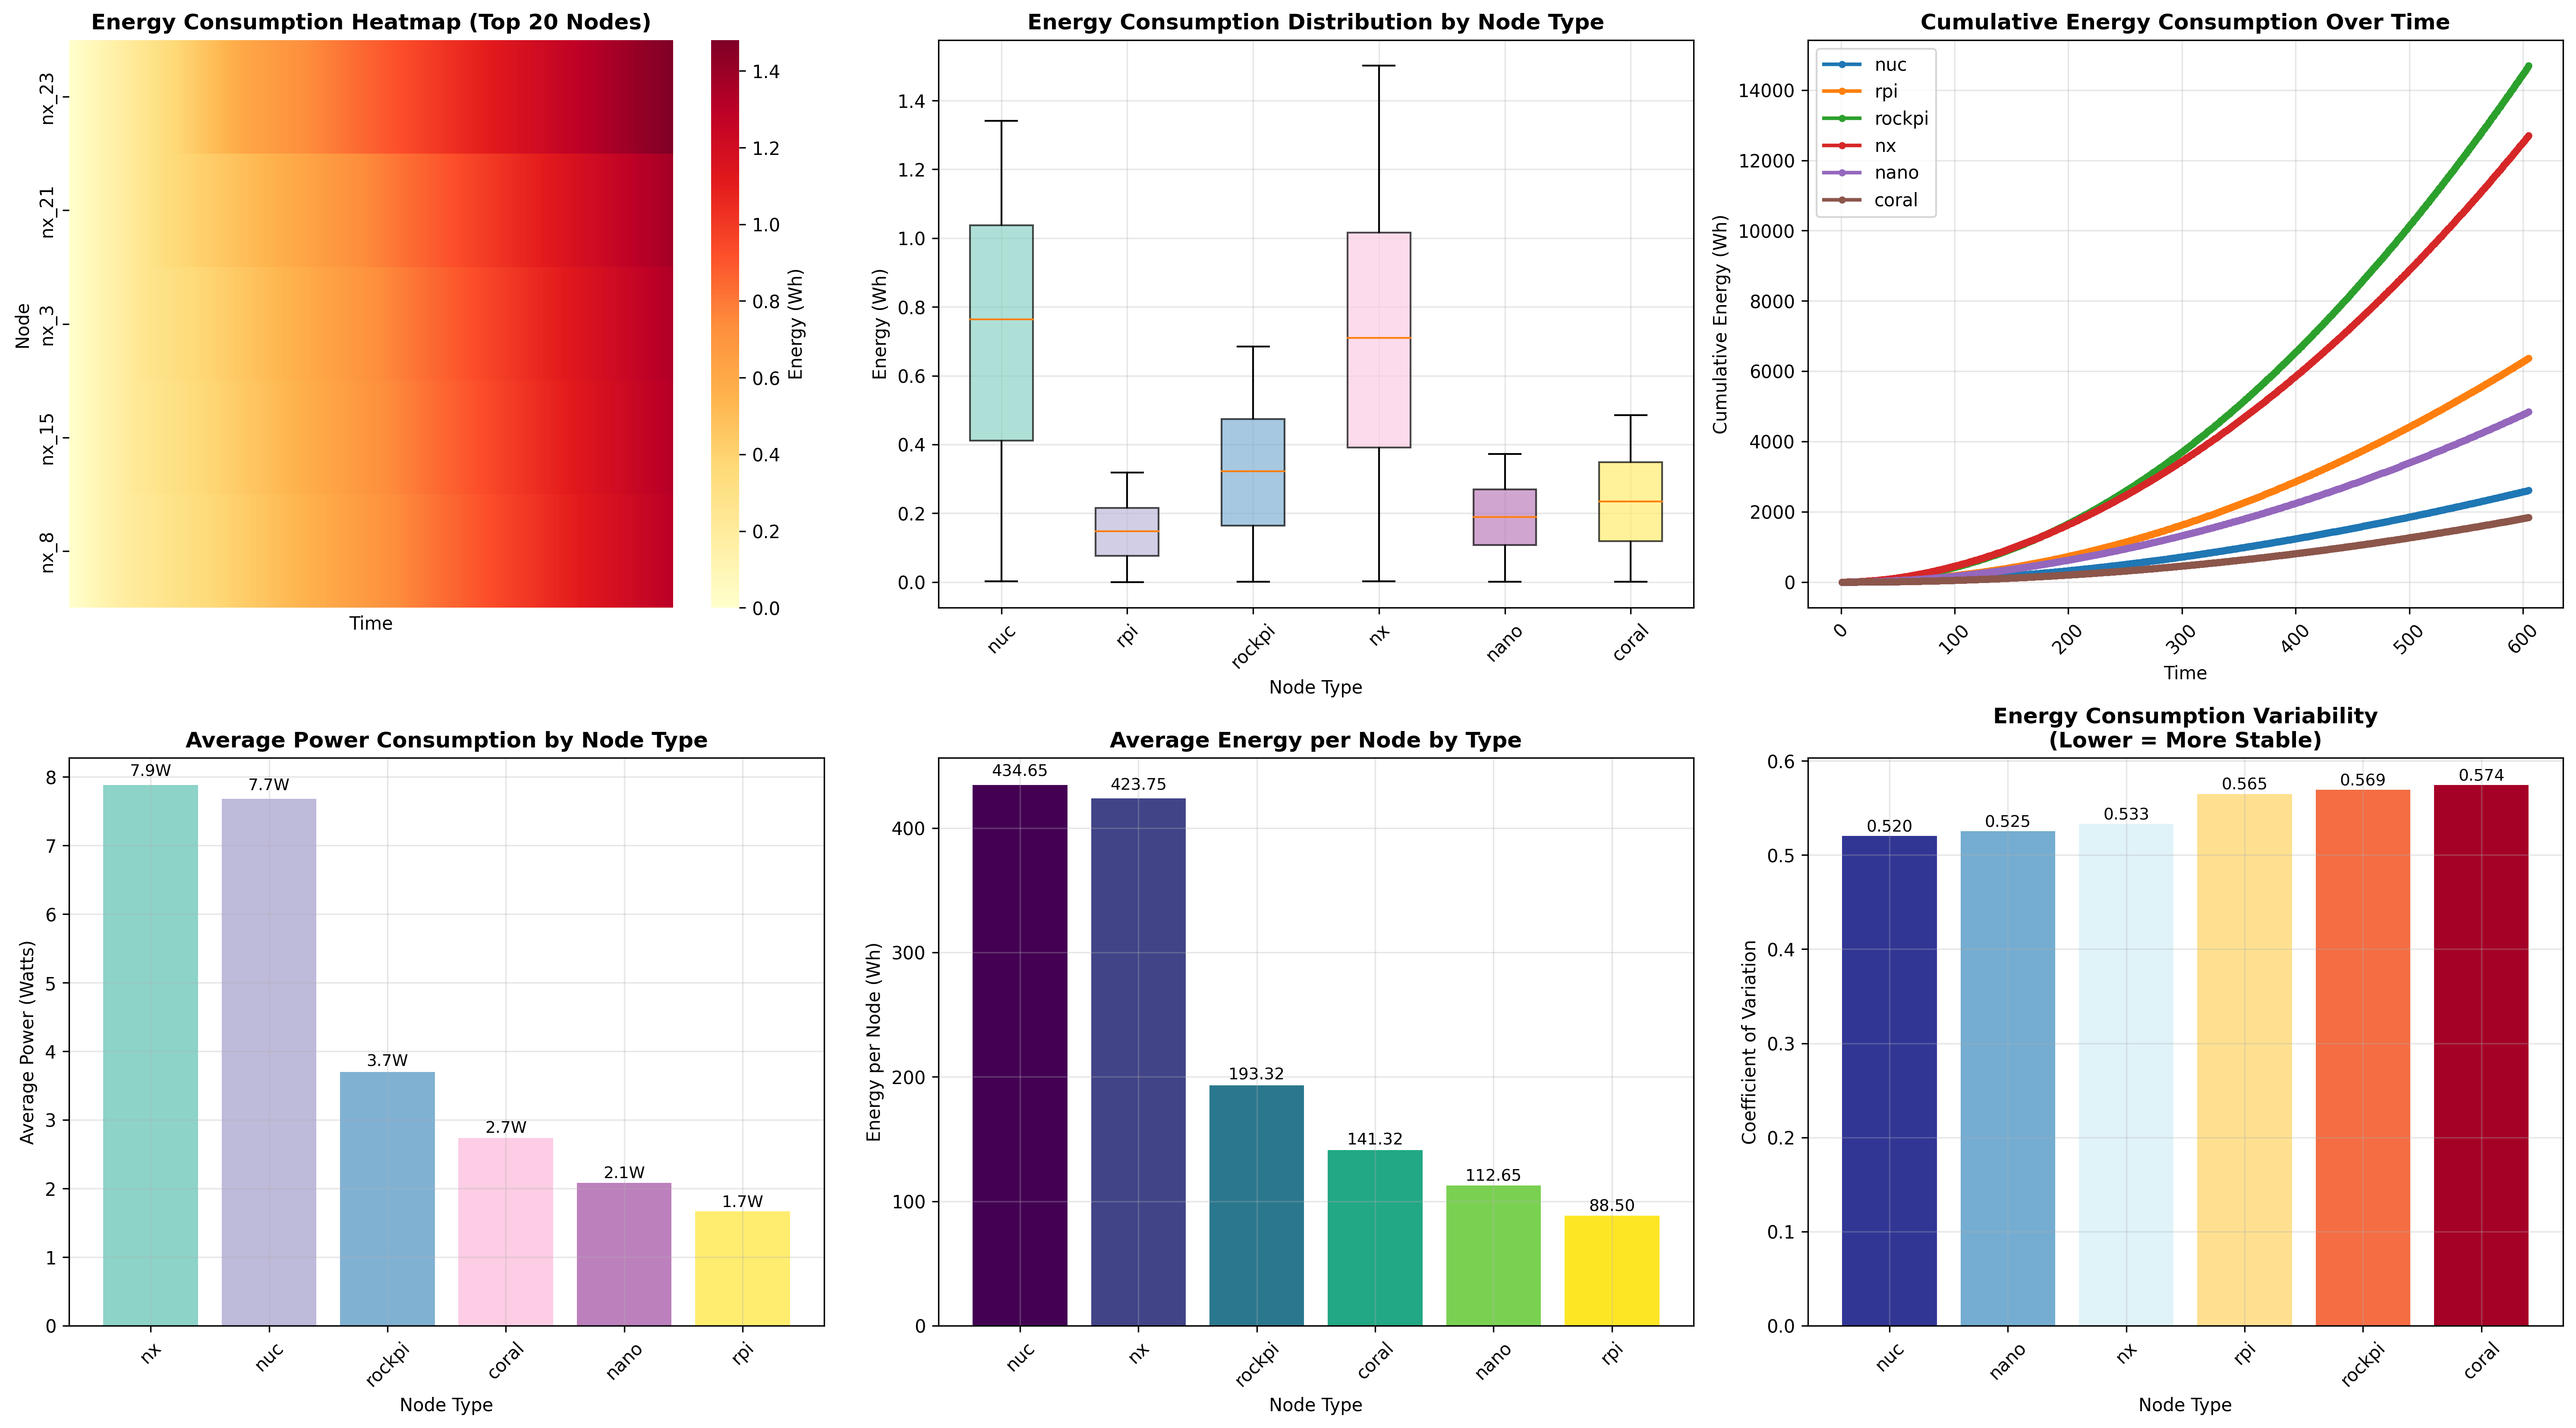 Energy Consumption Heatmap (Top 20 Nodes)
Node
nx_23
nx_21
nx_3
nx_15
nx_8
Time
1.4
1.2
1.0
0.8
0.6
0.4
0.2
0.0
Energy (Wh)
Energy Consumption Distribution by Node Type
Energy (Wh)
1.4
1.2
1.0
0.8
0.6
0.4
0.2
0.0
nuc
rpi
rockpi
nx
nano
coral
Node Type
Cumulative Energy Consumption Over Time
nuc
rpi
rockpi
nx
nano
coral
Cumulative Energy (Wh)
14000
12000
10000
8000
6000
4000
2000
0
0
100
200
300
400
500
600
Time
Average Power Consumption by Node Type
Average Power (Watts)
8
7
6
5
4
3
2
1
0
7.9W
7.7W
3.7W
2.7W
2.1W
1.7W
nx
nuc
rockpi
coral
nano
rpi
Node Type
Average Energy per Node by Type
Energy per Node (Wh)
400
300
200
100
0
434.65
423.75
193.32
141.32
112.65
88.50
nuc
nx
rockpi
coral
nano
rpi
Node Type
Energy Consumption Variability
(Lower = More Stable)
Coefficient of Variation
0.6
0.5
0.4
0.3
0.2
0.1
0.0
0.520
0.525
0.533
0.565
0.569
0.574
nuc
nano
nx
rpi
rockpi
coral
Node Type